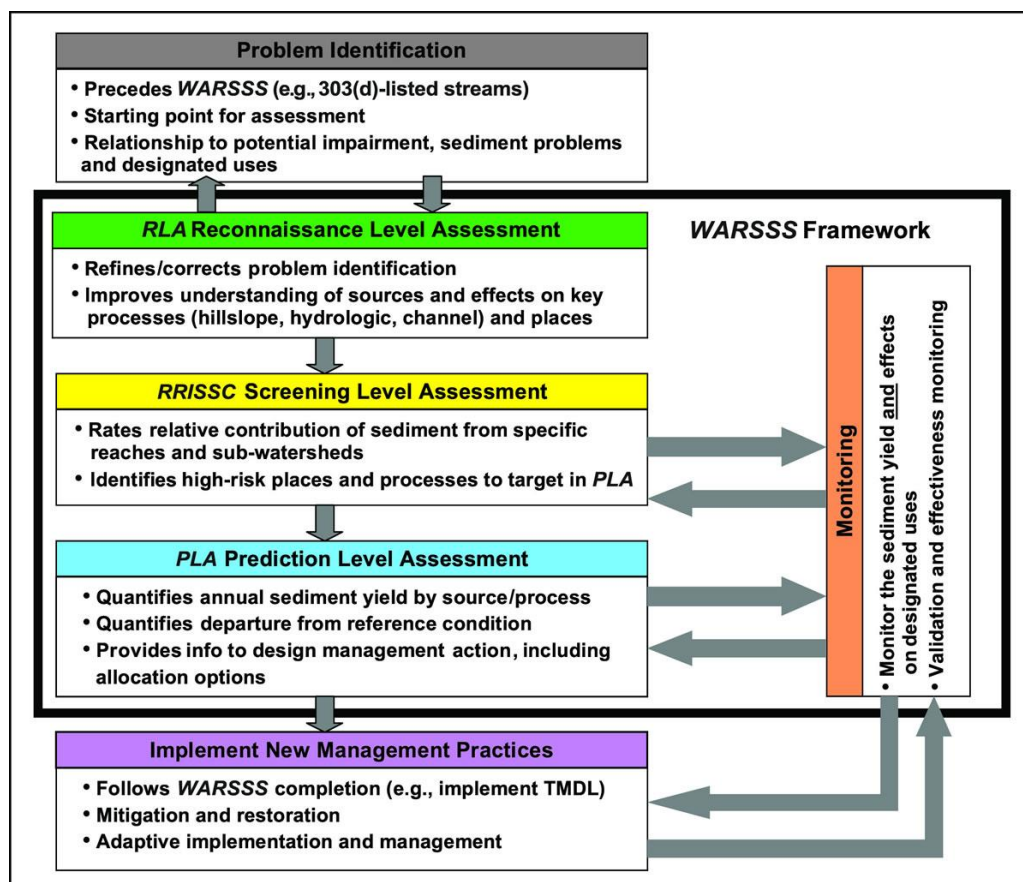 Problem Identification
• Precedes WARSSS (e.g., 303(d)-listed streams)
• Starting point for assessment
• Relationship to potential impairment, sediment problems
and designated uses
WARSSS Framework
RLA Reconnaissance Level Assessment
• Refines/corrects problem identification
• Improves understanding of sources and effects on key
processes (hillslope, hydrologic, channel) and places
RRISSC Screening Level Assessment
• Rates relative contribution of sediment from specific
reaches and sub-watersheds
• Identifies high-risk places and processes to target in PLA
PLA Prediction Level Assessment
• Quantifies annual sediment yield by source/process
• Quantifies departure from reference condition
• Provides info to design management action, including
allocation options
Monitoring
• Monitor the sediment yield and effects
on designated uses
• Validation and effectiveness monitoring
Implement New Management Practices
• Follows WARSSS completion (e.g., implement TMDL)
• Mitigation and restoration
• Adaptive implementation and management